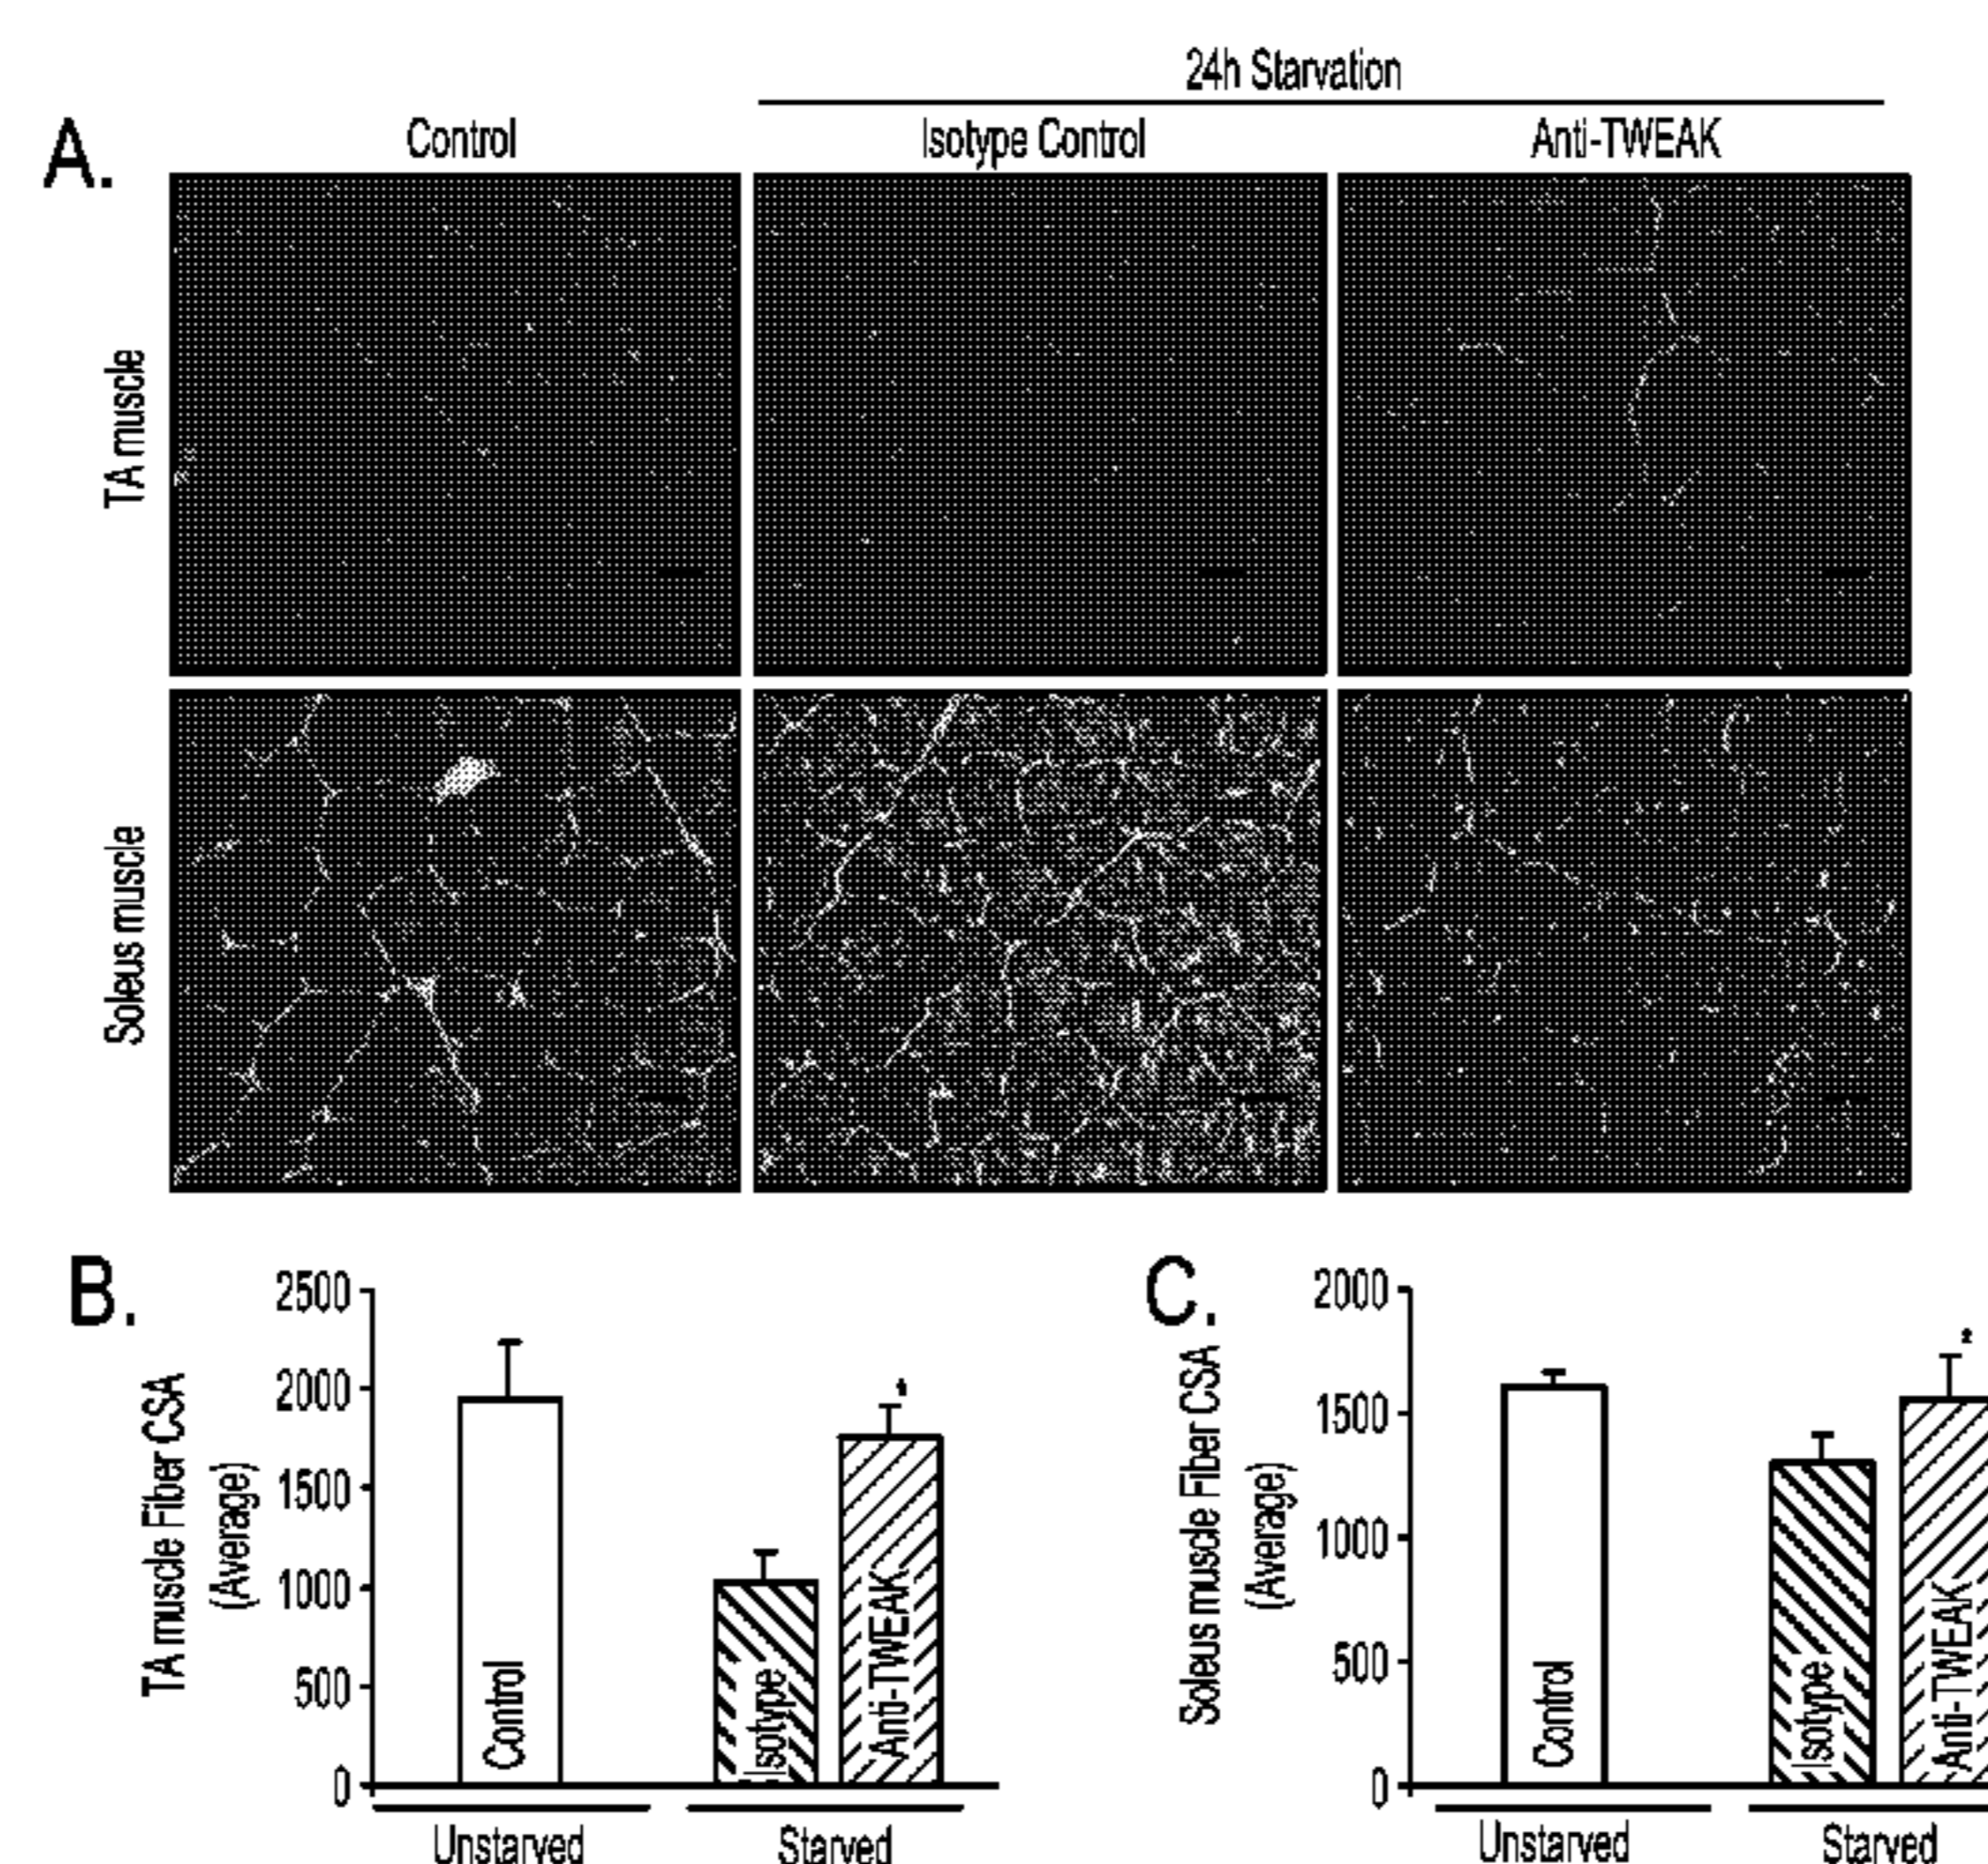 24h Starvation
A.
Control
Isotype Control
Anti-TWEAK
TA muscle
Soleus muscle
B.
TA muscle Fiber CSA
(Average)
2500
2000
1500
1000
500
0
Control
Isotype
Anti-TWEAK
*
Unstarved
Starved
C.
Soleus muscle Fiber CSA
(Average)
2000
1500
1000
500
0
Control
Isotype
Anti-TWEAK
*
Unstarved
Starved